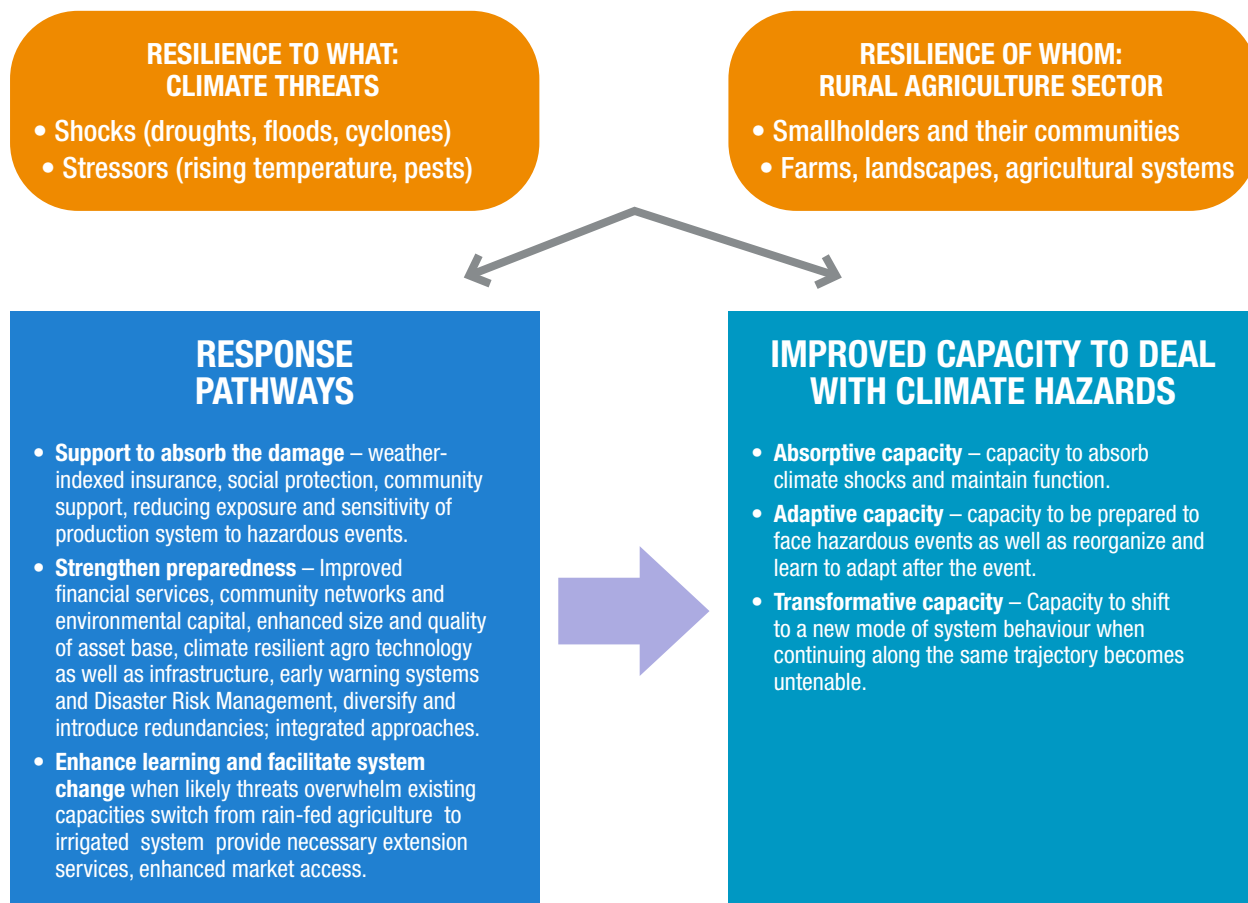 RESILIENCE TO WHAT:
CLIMATE THREATS
• Shocks (droughts, floods, cyclones)
• Stressors (rising temperature, pests)
RESILIENCE OF WHOM:
RURAL AGRICULTURE SECTOR
• Smallholders and their communities
• Farms, landscapes, agricultural systems
RESPONSE
PATHWAYS
• Support to absorb the damage – weather-
indexed insurance, social protection, community
support, reducing exposure and sensitivity of
production system to hazardous events.
• Strengthen preparedness – Improved
financial services, community networks and
environmental capital, enhanced size and quality
of asset base, climate resilient agro technology
as well as infrastructure, early warning systems
and Disaster Risk Management, diversify and
introduce redundancies; integrated approaches.
• Enhance learning and facilitate system
change when likely threats overwhelm existing
capacities switch from rain-fed agriculture to
irrigated system provide necessary extension
services, enhanced market access.
IMPROVED CAPACITY TO DEAL
WITH CLIMATE HAZARDS
• Absorptive capacity – capacity to absorb
climate shocks and maintain function.
• Adaptive capacity – capacity to be prepared to
face hazardous events as well as reorganize and
learn to adapt after the event.
• Transformative capacity – Capacity to shift
to a new mode of system behaviour when
continuing along the same trajectory becomes
untenable.